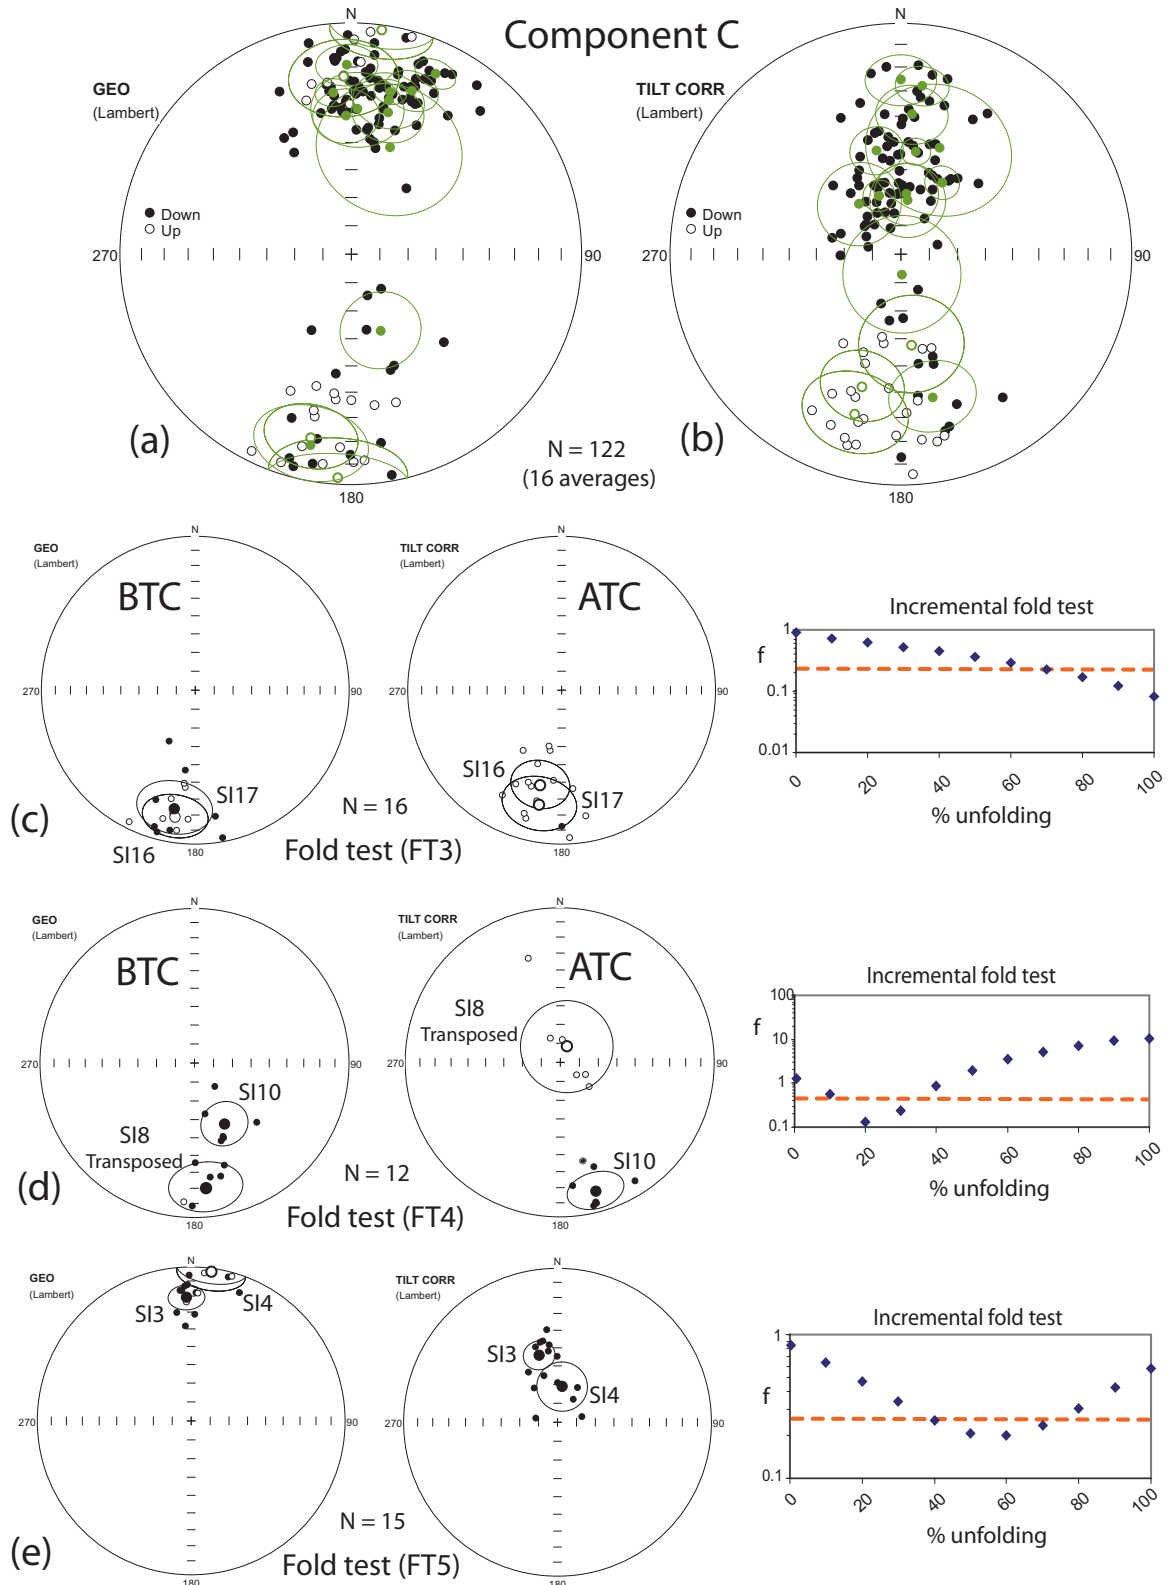 Component C
N
GEO
(Lambert)
Down
Up
270
90
180
(a)
N = 122
(16 averages)
N
TILT CORR
(Lambert)
Down
Up
270
90
180
(b)
N
GEO
(Lambert)
BTC
270
90
SI17
SI16
180
(c)
N = 16
Fold test (FT3)
N
TILT CORR
(Lambert)
ATC
270
90
SI16
SI17
180
Incremental fold test
f
1
0.1
0.01
0
20
40
60
80
100
% unfolding
N
GEO
(Lambert)
BTC
270
90
SI10
SI8
Transposed
180
(d)
N = 12
Fold test (FT4)
N
TILT CORR
(Lambert)
ATC
SI8
Transposed
270
90
SI10
180
Incremental fold test
f
100
10
1
0.1
0
20
40
60
80
100
% unfolding
N
GEO
(Lambert)
SI3
SI4
270
90
180
(e)
N = 15
Fold test (FT5)
N
TILT CORR
(Lambert)
SI3
SI4
270
90
180
Incremental fold test
f
1
0.1
0
20
40
60
80
100
% unfolding